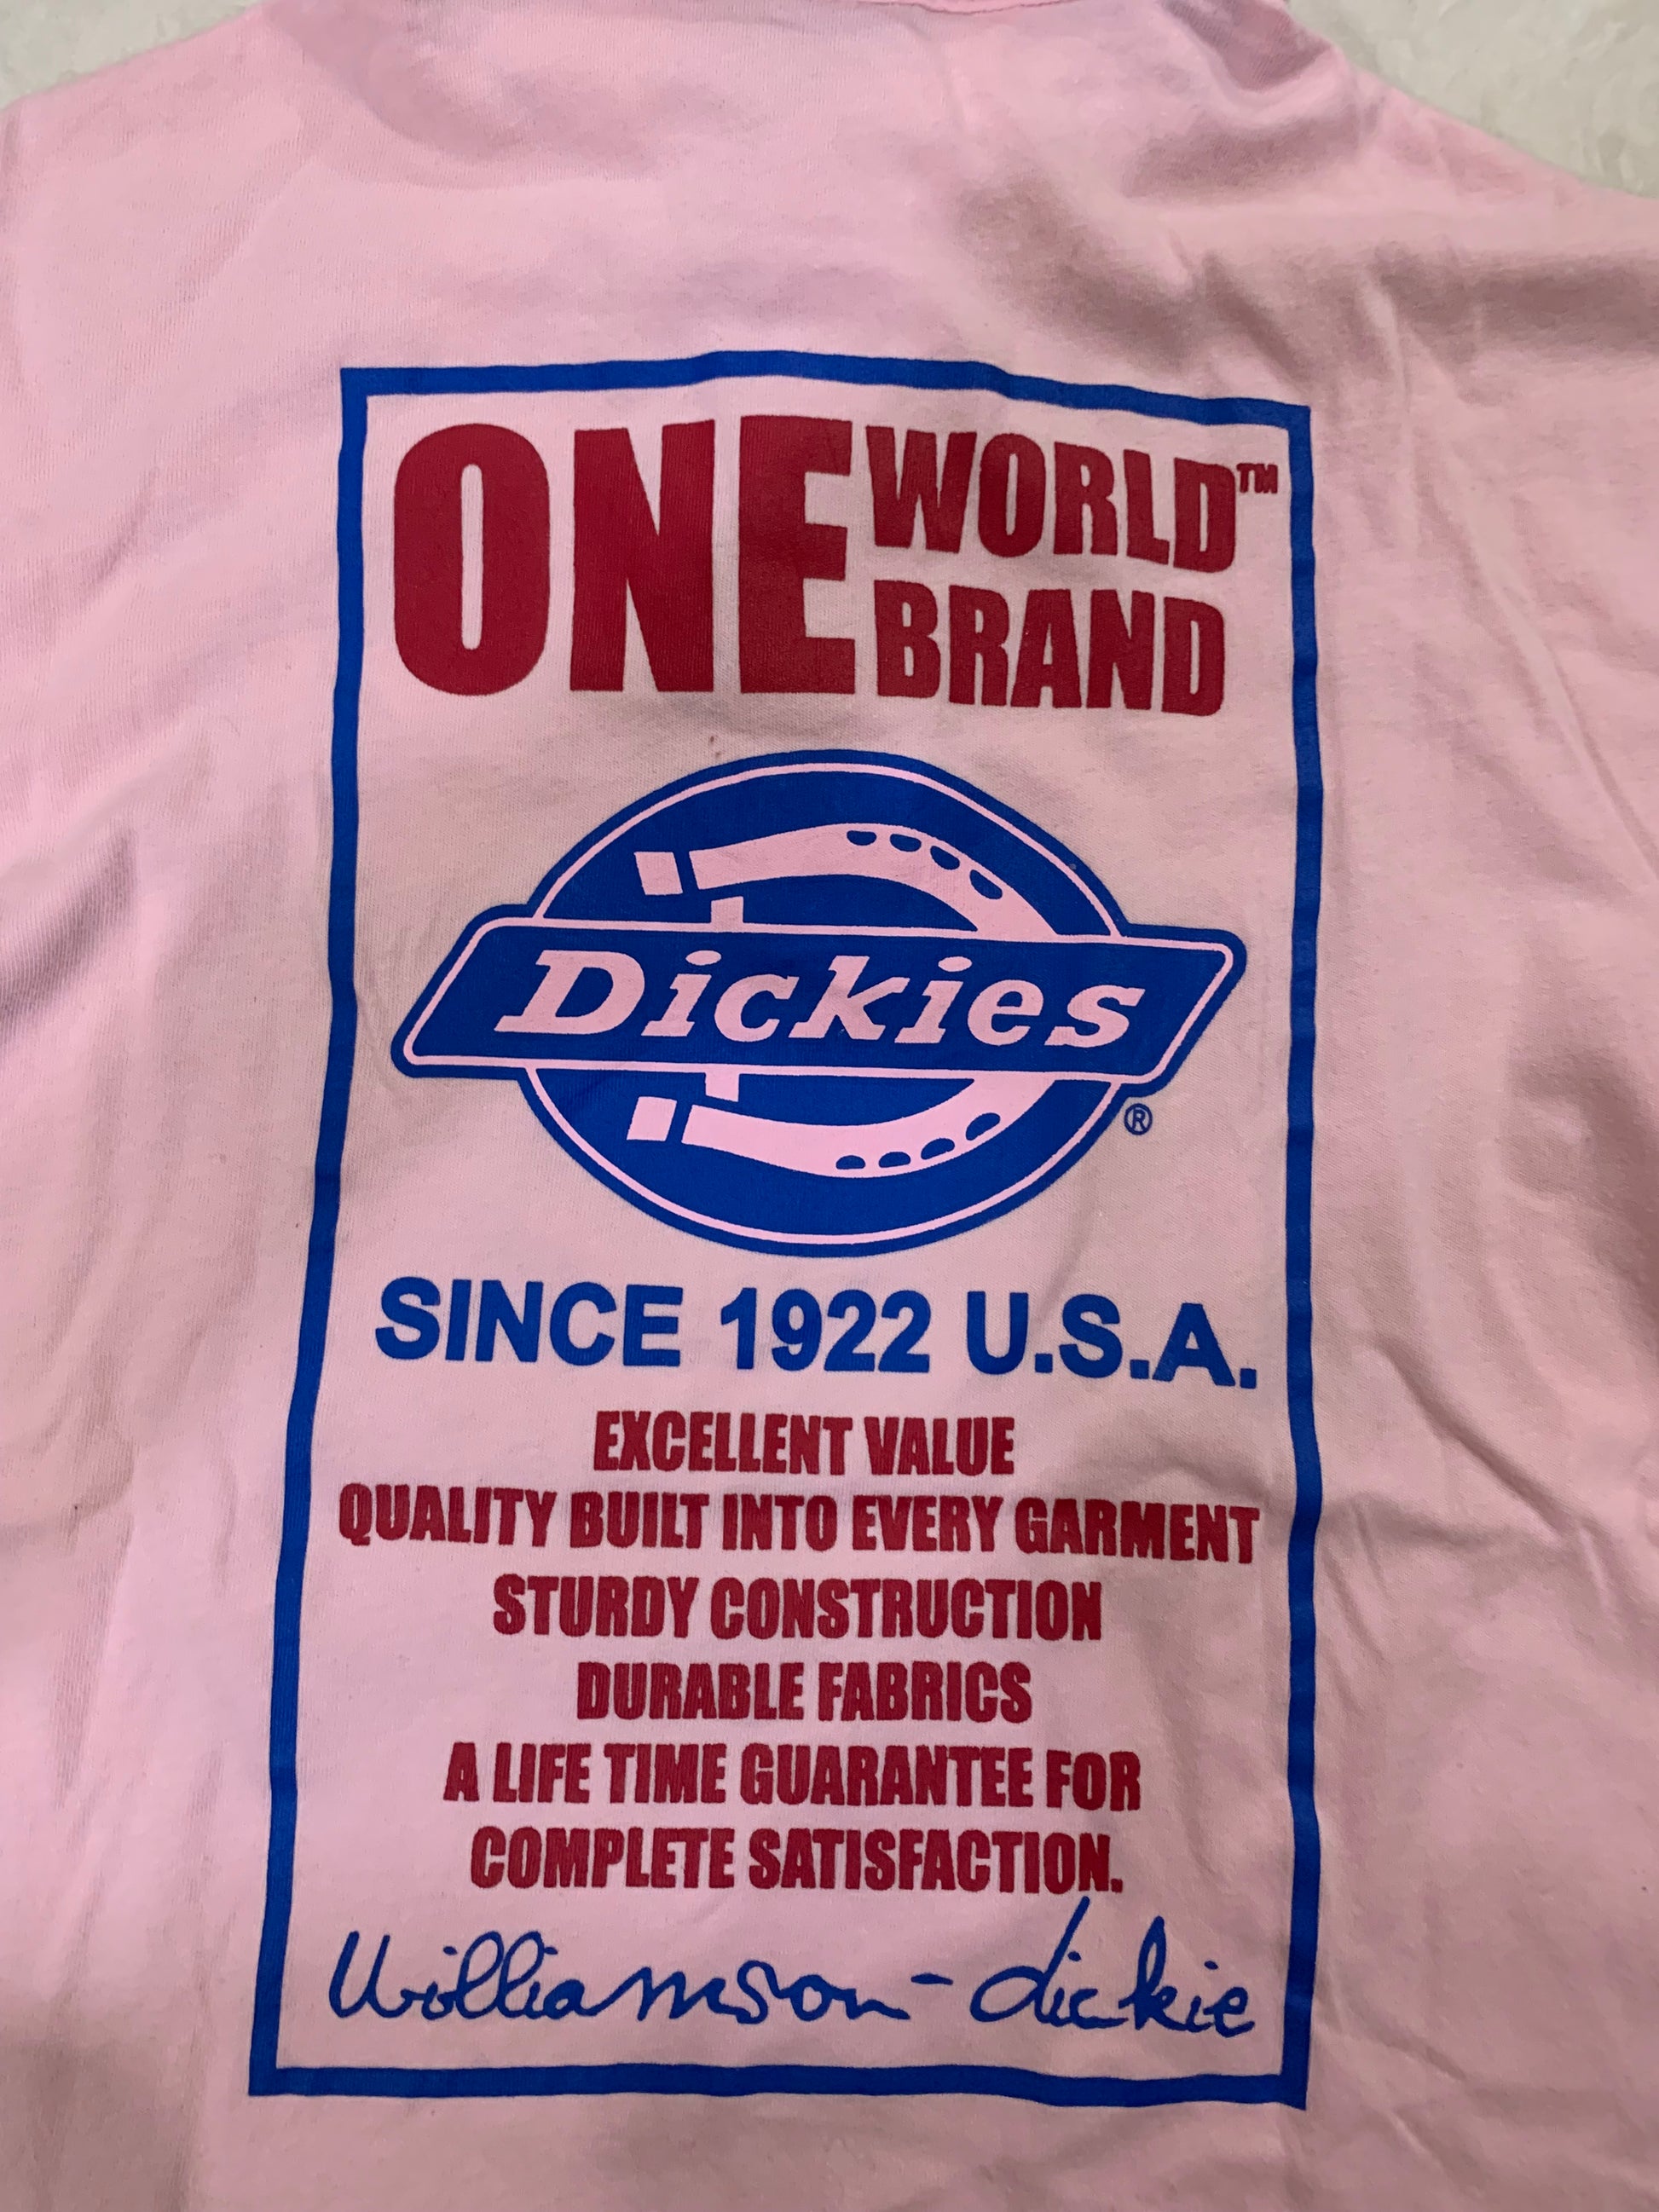 ONE WORLD™
BRAND
Dickies
®
SINCE 1922 U.S.A.
EXCELLENT VALUE
QUALITY BUILT INTO EVERY GARMENT
STURDY CONSTRUCTION
DURABLE FABRICS
A LIFE TIME GUARANTEE FOR
COMPLETE SATISFACTION.
Williamson-dickie